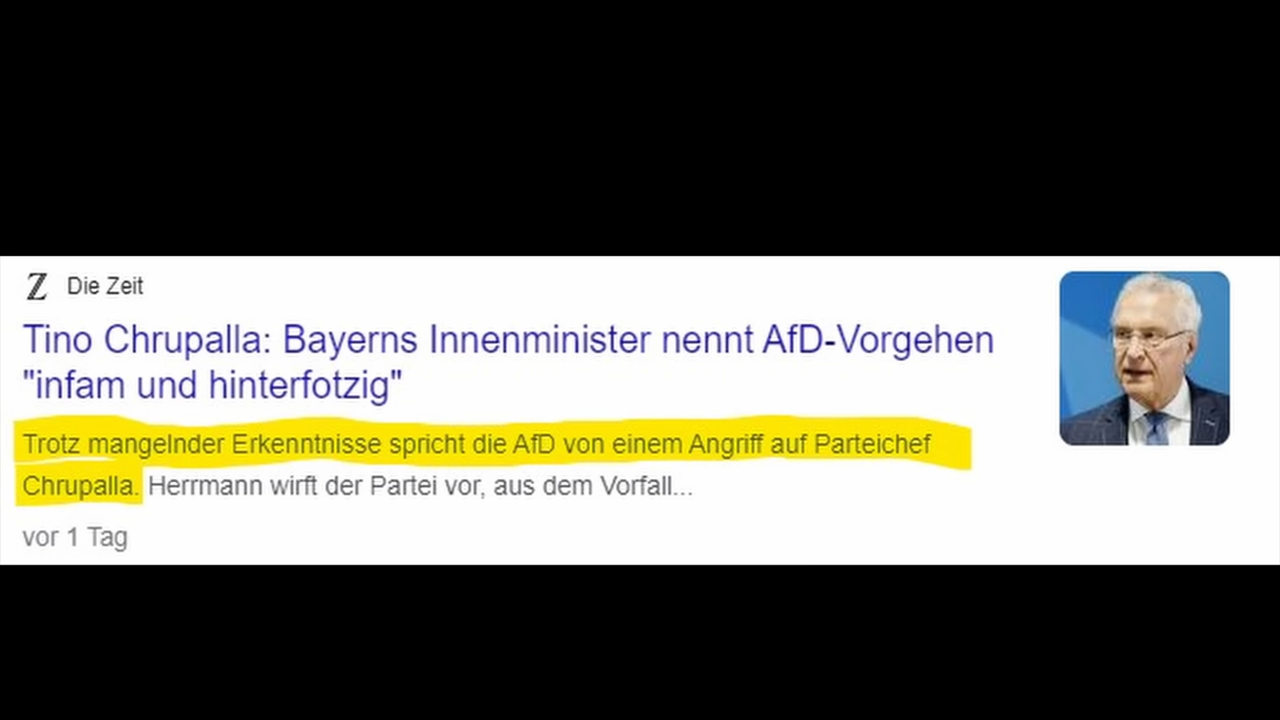 Z Die Zeit
Tino Chrupalla: Bayerns Innenminister nennt AfD-Vorgehen
"infam und hinterfotzig"
Trotz mangelnder Erkenntnisse spricht die AfD von einem Angriff auf Parteichef
Chrupalla. Herrmann wirft der Partei vor, aus dem Vorfall...
vor 1 Tag